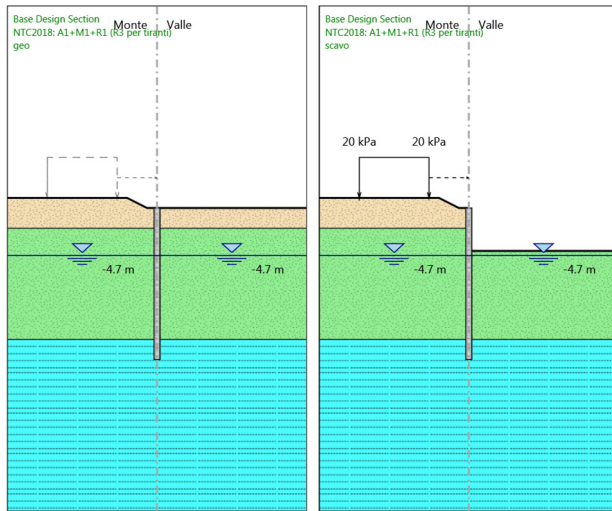 Base Design Section
NTC2018: A1+M1+R1 (R3 per tiranti)
geo
Monte
Valle
-4.7 m
-4.7 m
Base Design Section
NTC2018: A1+M1+R1 (R3 per tiranti)
scavo
Monte
Valle
20 kPa
20 kPa
-4.7 m
-4.7 m